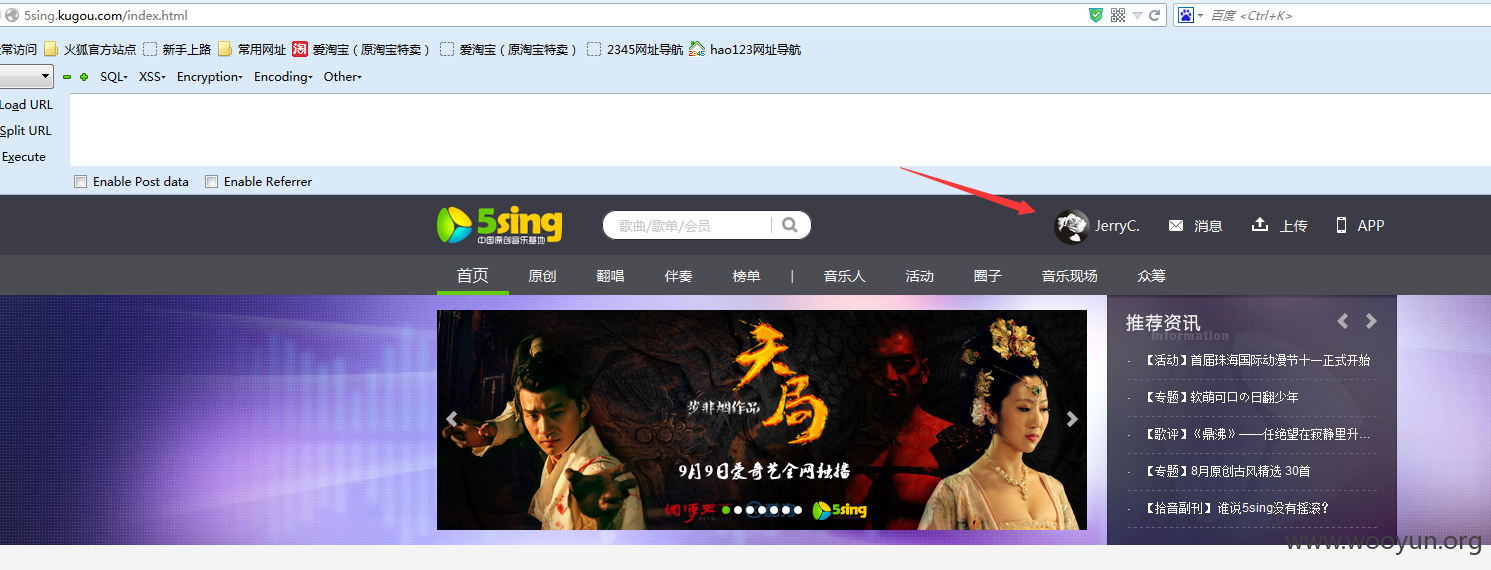 5sing.kugou.com/index.html
百度 <Ctrl+K>
常访问 火狐官方站点 新手上路 常用网址 爱淘宝（原淘宝特卖） 爱淘宝（原淘宝特卖） 2345网址导航 hao123网址导航
SQL XSS Encryption Encoding Other
Load URL
Split URL
Execute
Enable Post data Enable Referrer
5sing
中国原创音乐基地
歌曲/歌单/会员
JerryC. 消息 上传 APP
首页 原创 翻唱 伴奏 榜单 | 音乐人 活动 圈子 音乐现场 众筹
天局
步非烟作品
9月9日爱奇艺全网独播
5sing
推荐资讯
Information
· 【活动】首届珠海国际动漫节十一正式开始
· 【专题】软萌可口の日翻少年
· 【歌评】《鼎沸》——任绝望在寂静里升...
· 【专题】8月原创古风精选 30首
· 【拾音副刊】谁说5sing没有摇滚?
www.wooyun.org